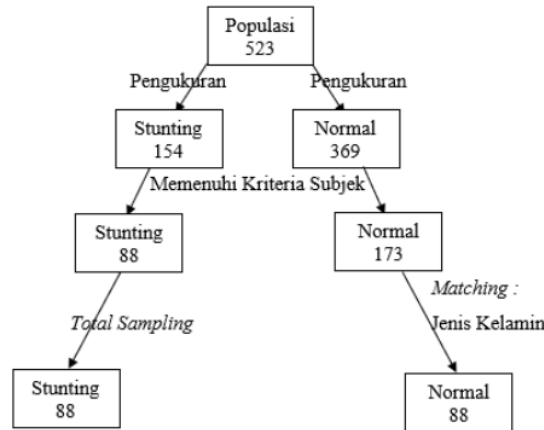 Populasi
523
Pengukuran
Pengukuran
Stunting
154
Normal
369
Memenuhi Kriteria Subjek
Stunting
88
Normal
173
Total Sampling
Matching :
Jenis Kelamin
Stunting
88
Normal
88